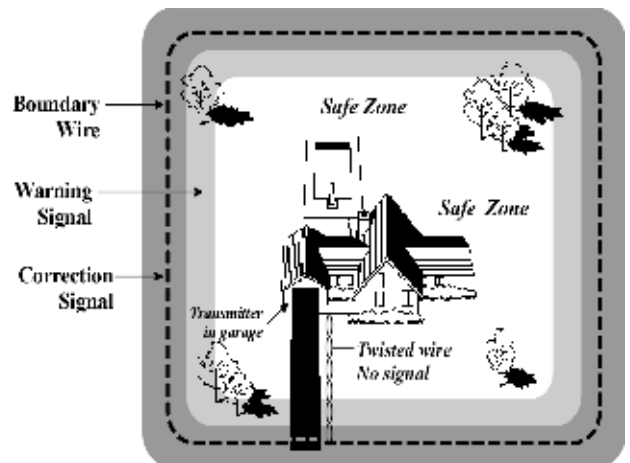 Safe Zone
Boundary
Wire
Warning
Signal
Safe Zone
Correction
Signal
Transmitter
in garage
Twisted wire
No signal